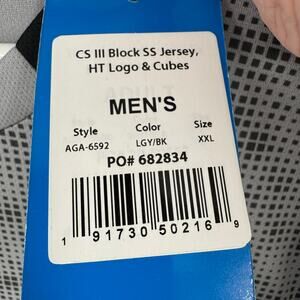 CS III Block SS Jersey,
HT Logo & Cubes
MEN'S
Style Color Size
AGA-6592 LGY/BK XXL
PO# 682834
1 91730 50216 9